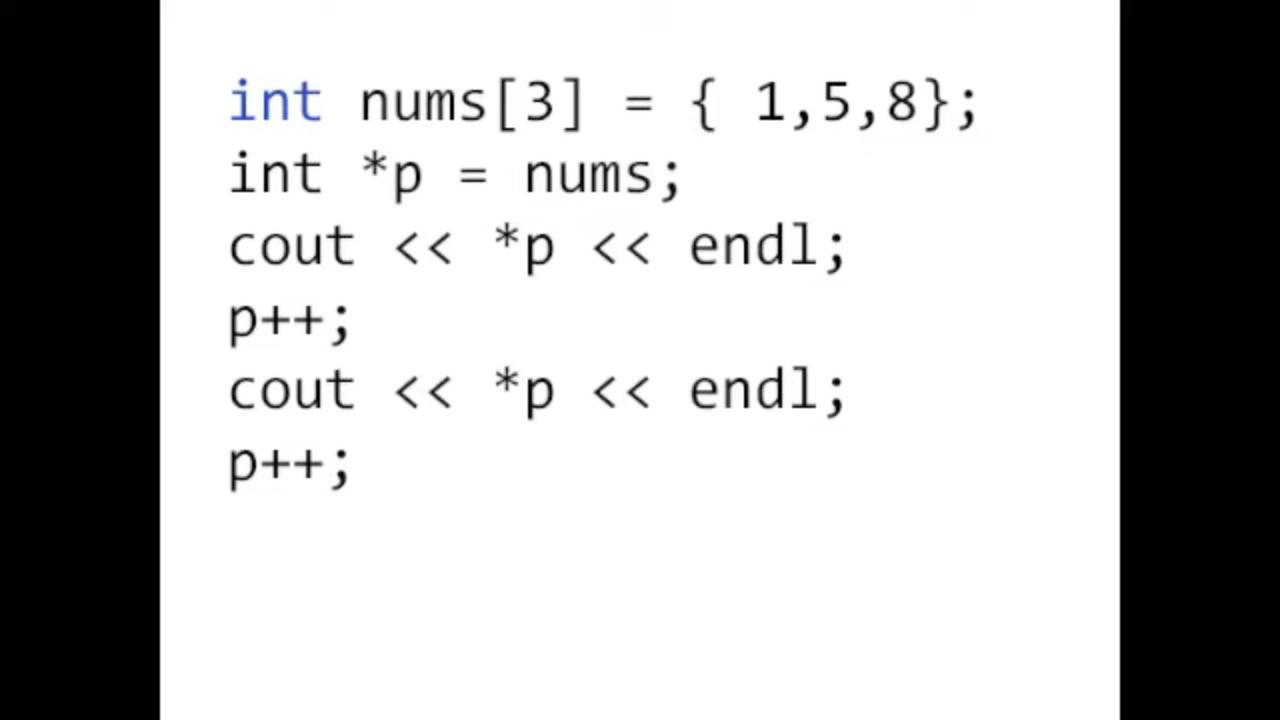 int nums[3] = { 1,5,8};
int *p = nums;
cout << *p << endl;
p++;
cout << *p << endl;
p++;